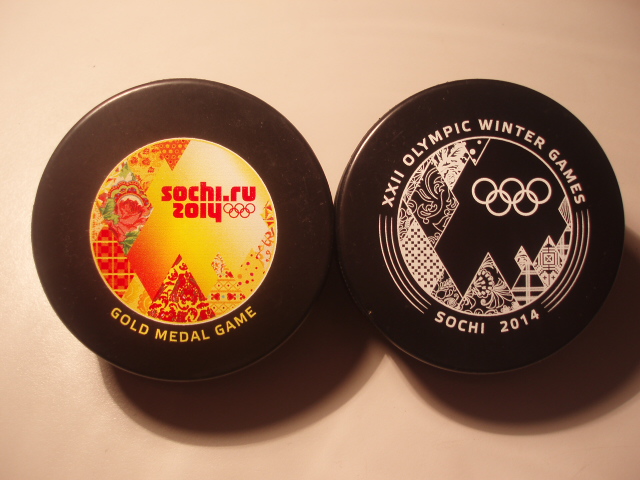 sochi.ru
2014
GOLD MEDAL GAME
XXII OLYMPIC WINTER GAMES
SOCHI 2014